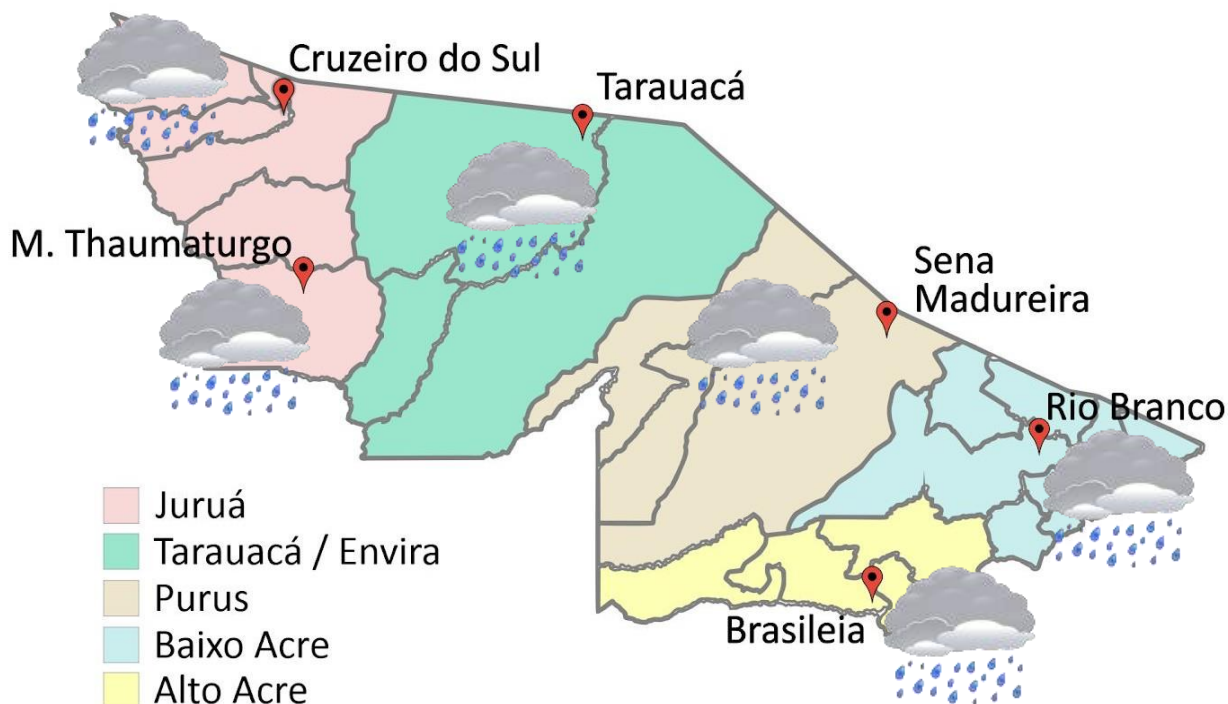 Cruzeiro do Sul
Tarauacá
M. Thaumaturgo
Sena
Madureira
Rio Branco
Brasileia
Juruá
Tarauacá / Envira
Purus
Baixo Acre
Alto Acre